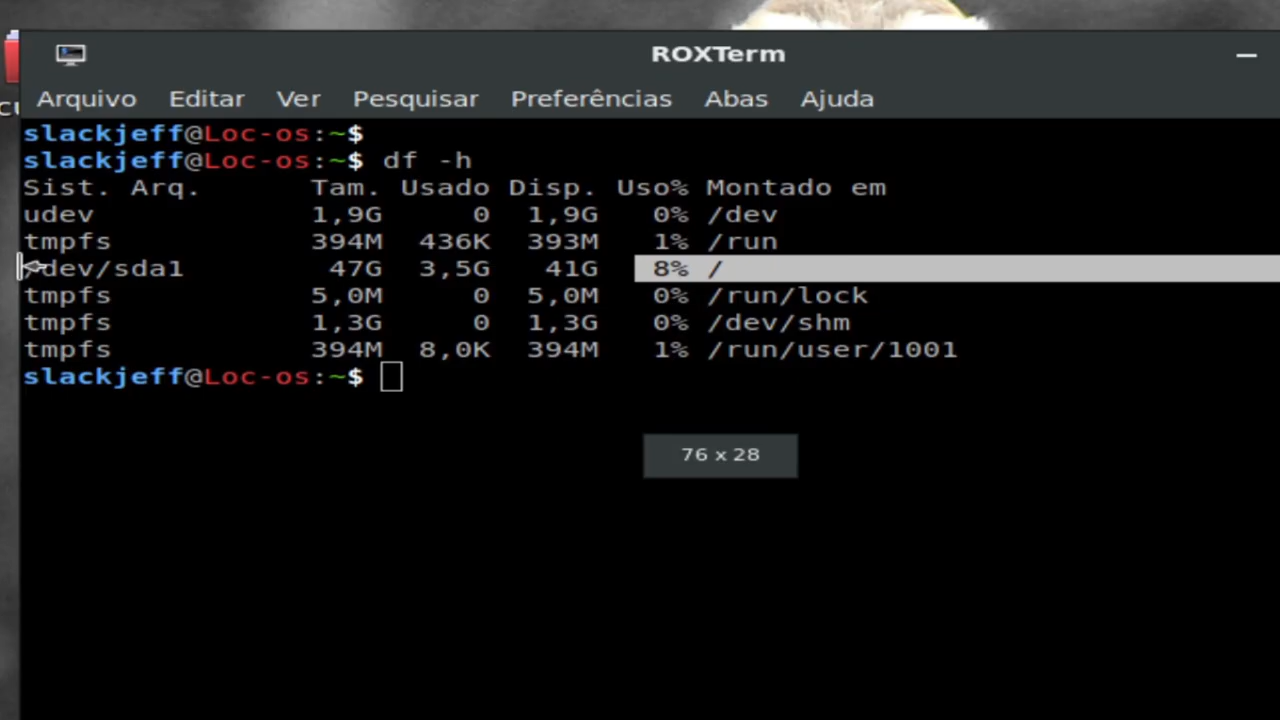 ROXTerm
Arquivo Editar Ver Pesquisar Preferências Abas Ajuda
slackjeff@Loc-os:~$
slackjeff@Loc-os:~$ df -h
Sist. Arq. Tam. Usado Disp. Uso% Montado em
udev 1,9G 0 1,9G 0% /dev
tmpfs 394M 436K 393M 1% /run
/dev/sda1 47G 3,5G 41G 8% /
tmpfs 5,0M 0 5,0M 0% /run/lock
tmpfs 1,3G 0 1,3G 0% /dev/shm
tmpfs 394M 8,0K 394M 1% /run/user/1001
slackjeff@Loc-os:~$
76 x 28